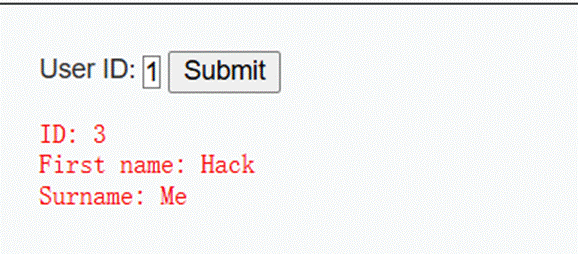 User ID: 1 Submit
ID: 3
First name: Hack
Surname: Me